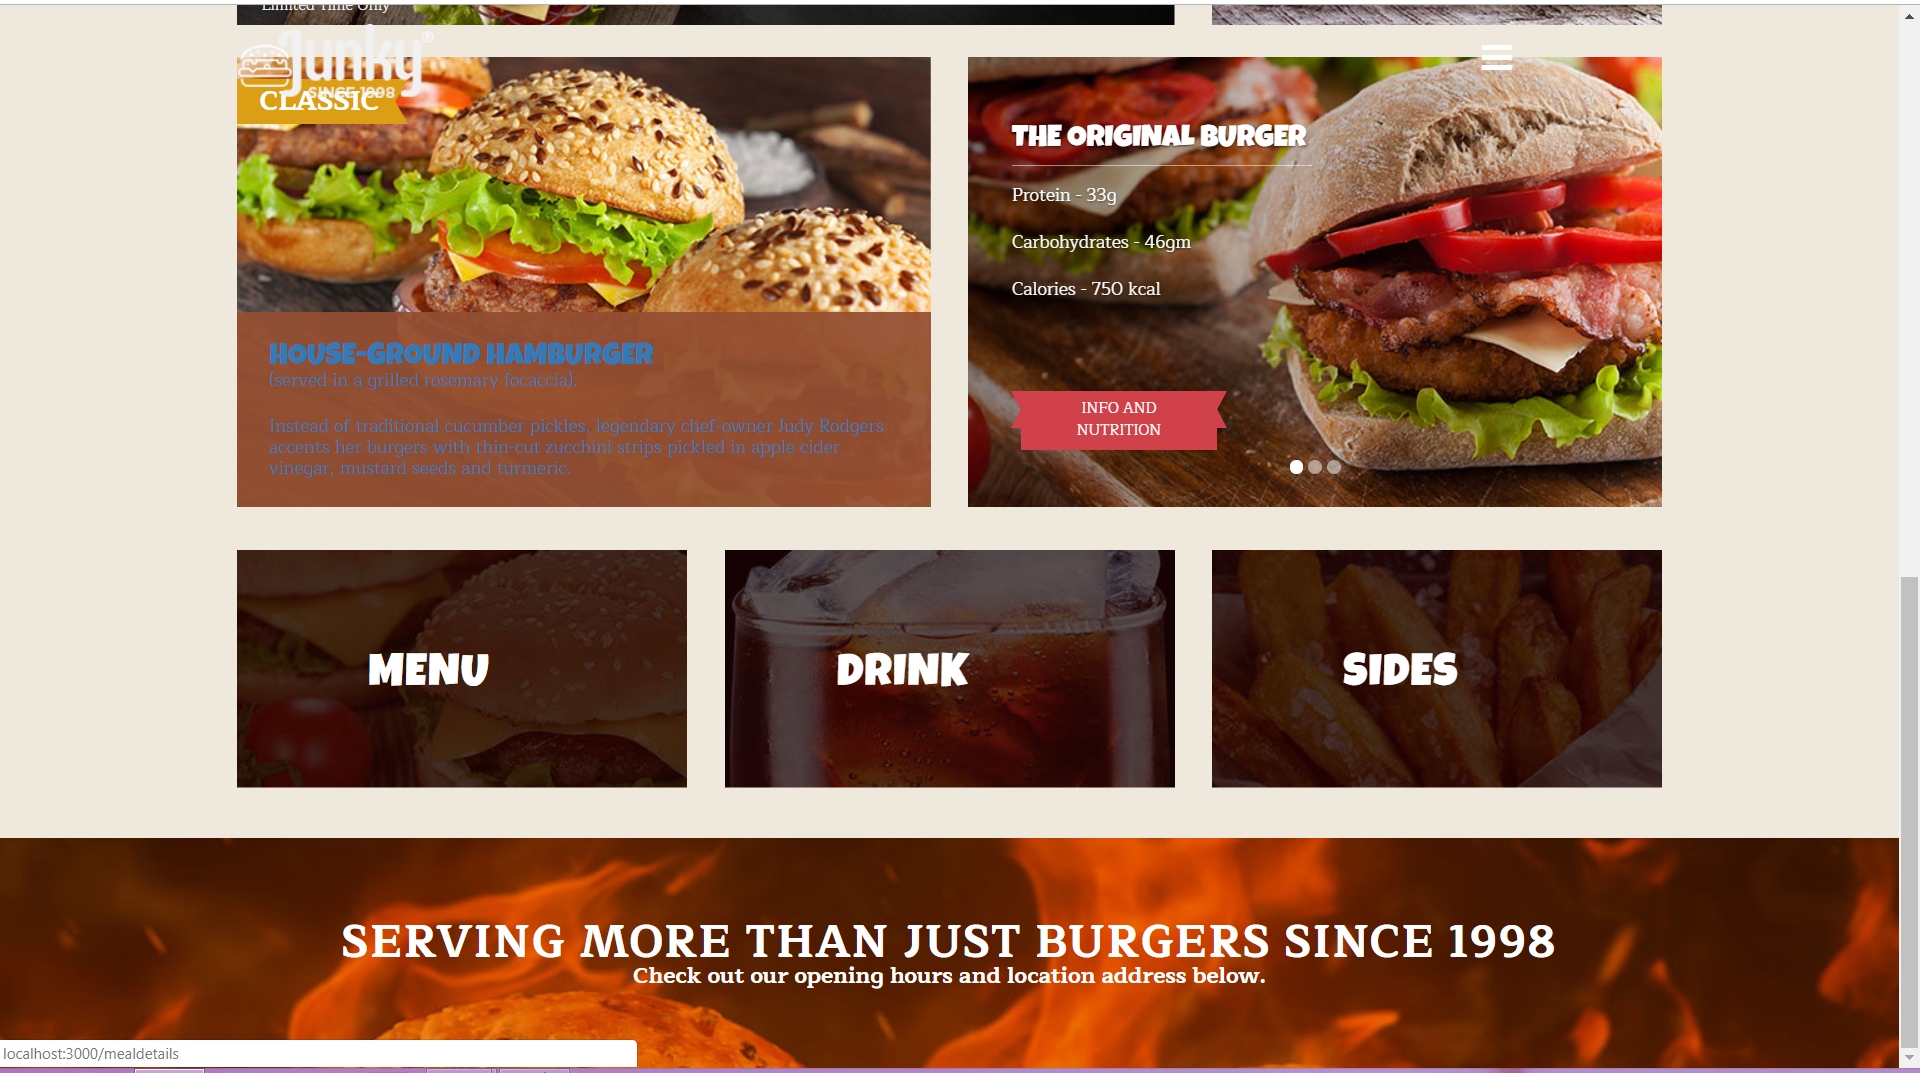 Limited Time Only
Junky®
SINCE 1998
CLASSIC
HOUSE-GROUND HAMBURGER
(served in a grilled rosemary focaccia).
Instead of traditional cucumber pickles, legendary chef-owner Judy Rodgers
accents her burgers with thin-cut zucchini strips pickled in apple cider
vinegar, mustard seeds and turmeric.
THE ORIGINAL BURGER
Protein - 33g
Carbohydrates - 46gm
Calories - 750 kcal
INFO AND
NUTRITION
MENU
DRINK
SIDES
SERVING MORE THAN JUST BURGERS SINCE 1998
Check out our opening hours and location address below.
localhost:3000/mealdetails